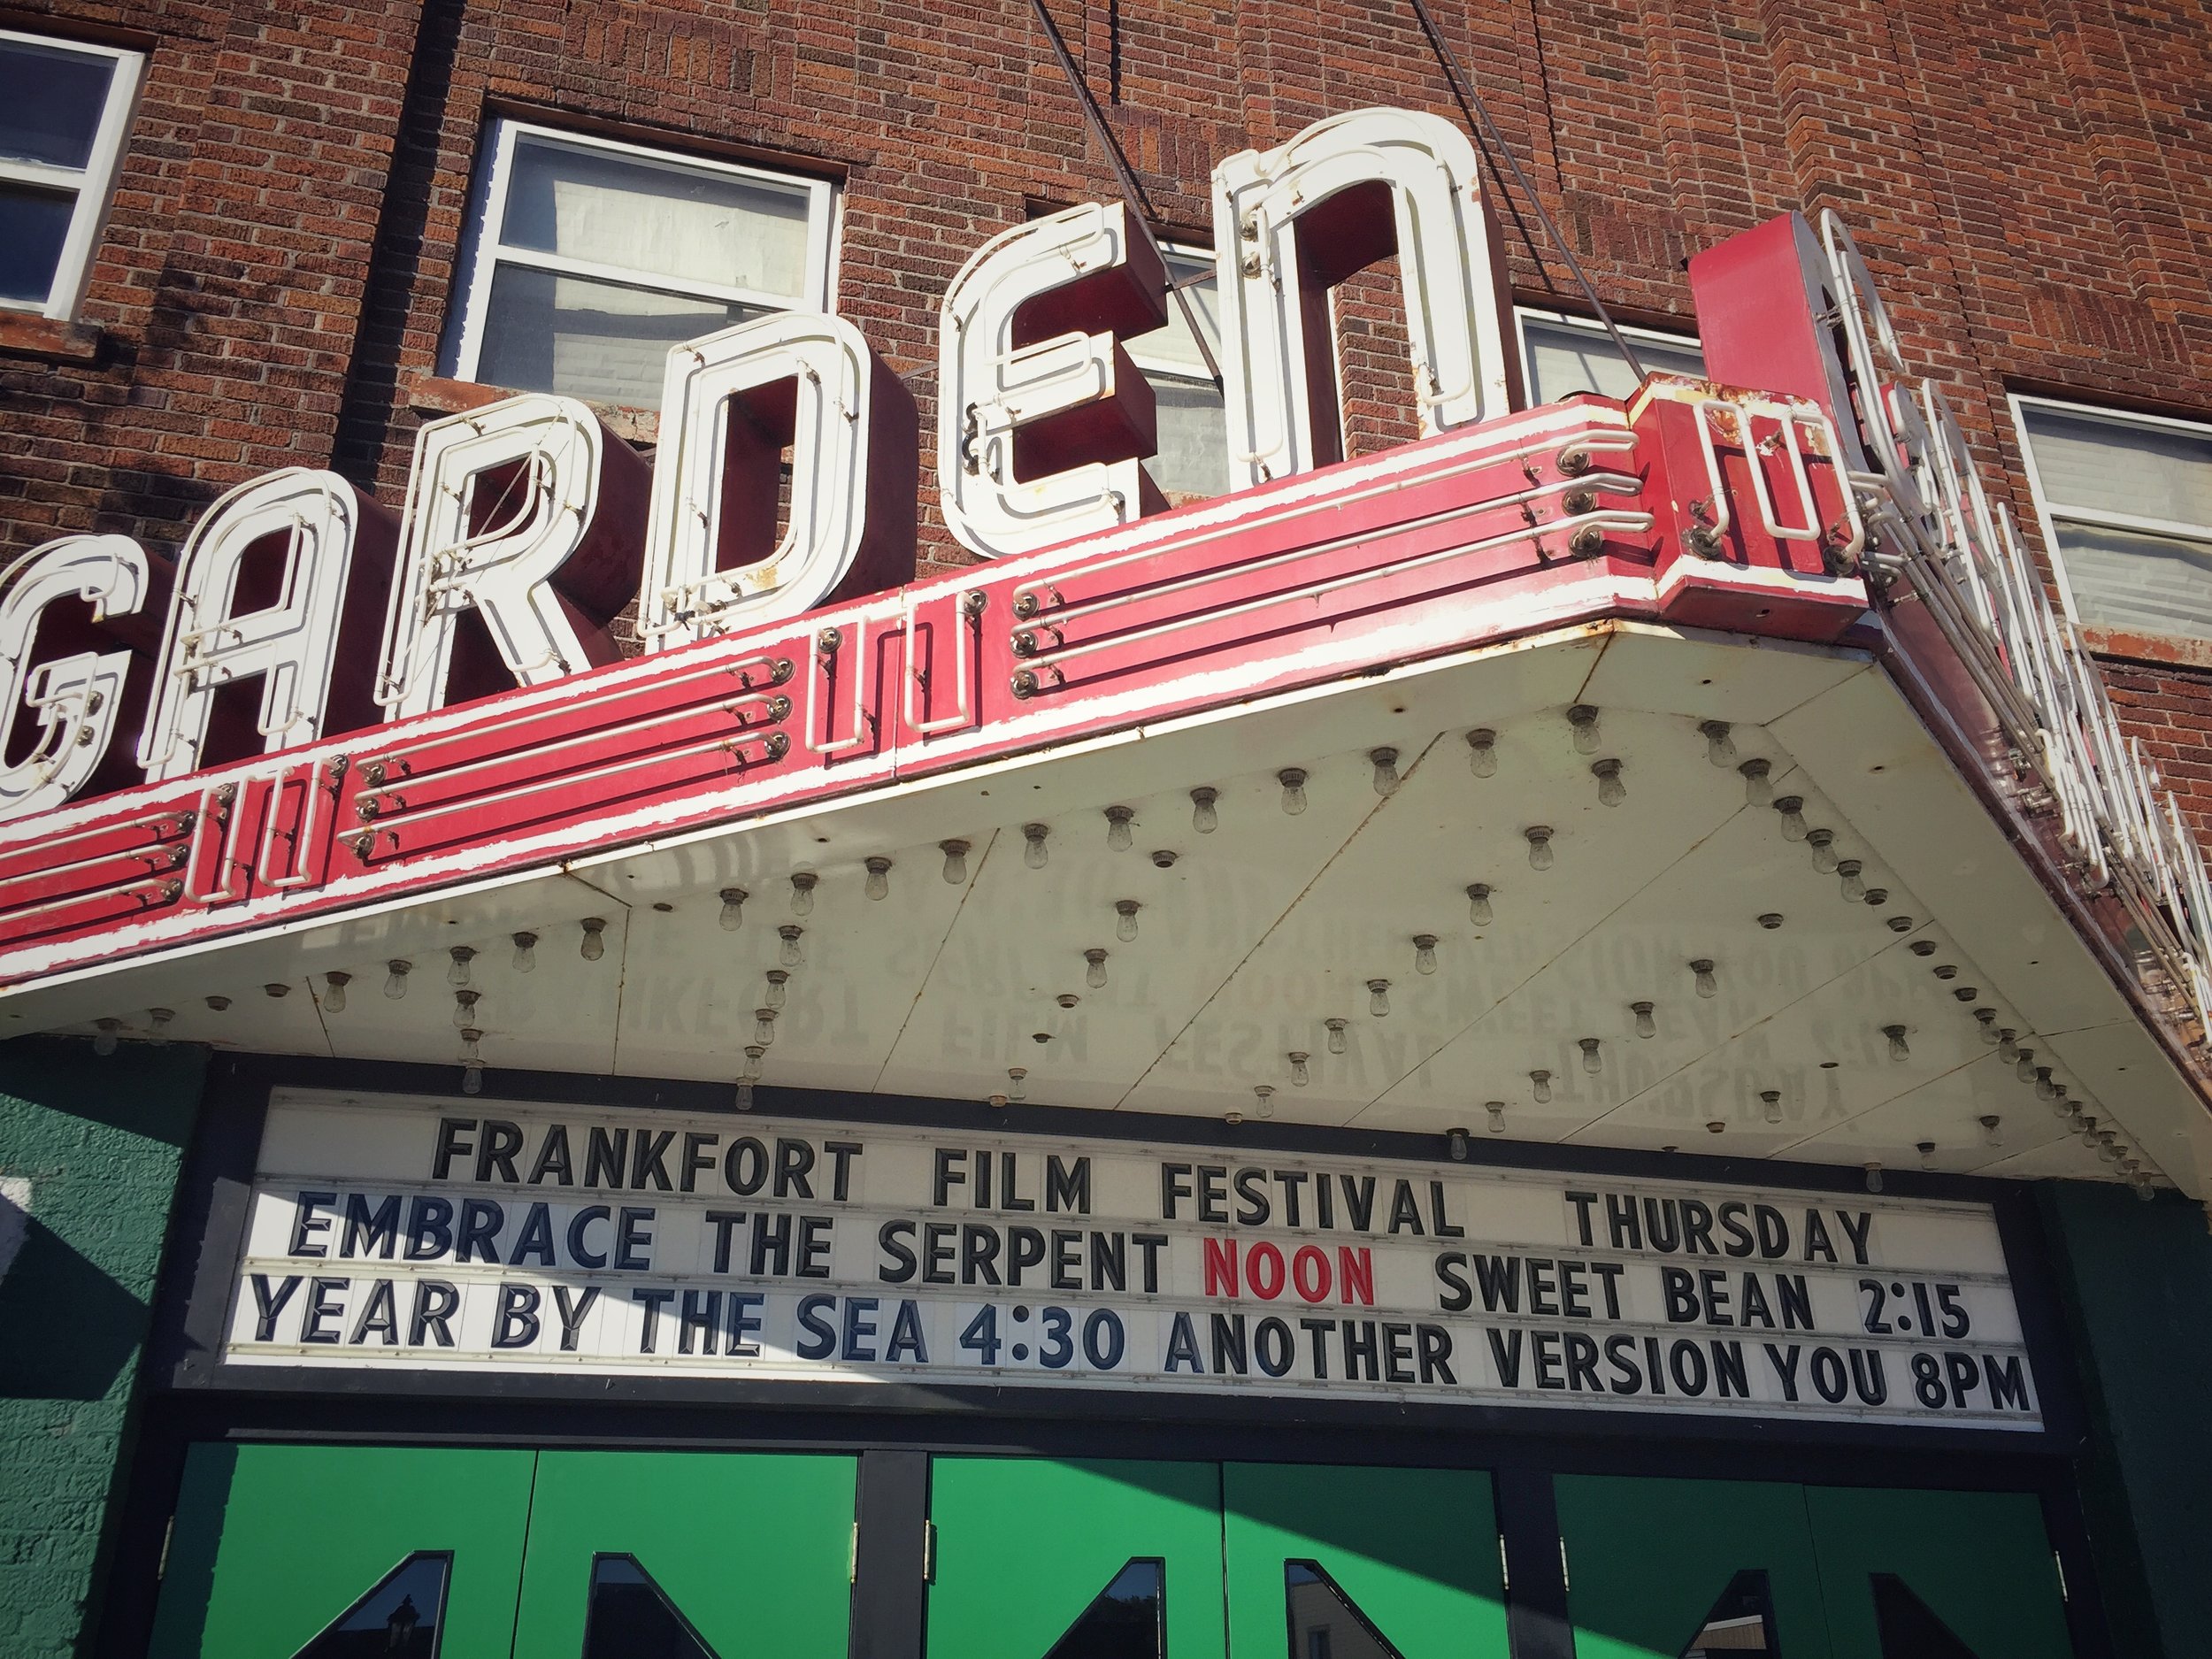 GARDEN
FRANKFORT FILM FESTIVAL THURSDAY
EMBRACE THE SERPENT NOON SWEET BEAN 2:15
YEAR BY THE SEA 4:30 ANOTHER VERSION YOU 8PM